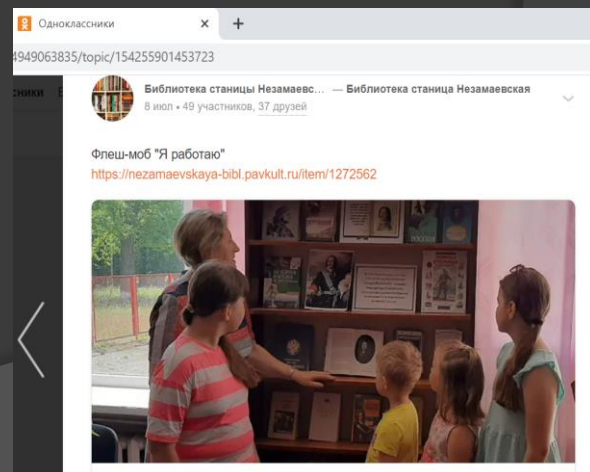 Одноклассники
4949063835/topic/154255901453723
Библиотека станицы Незамаевс... — Библиотека станица Незамаевская
8 июл • 49 участников, 37 друзей
Флеш-моб "Я работаю"
https://nezamaevskaya-bibl.pavkult.ru/item/1272562
РОССИЯ